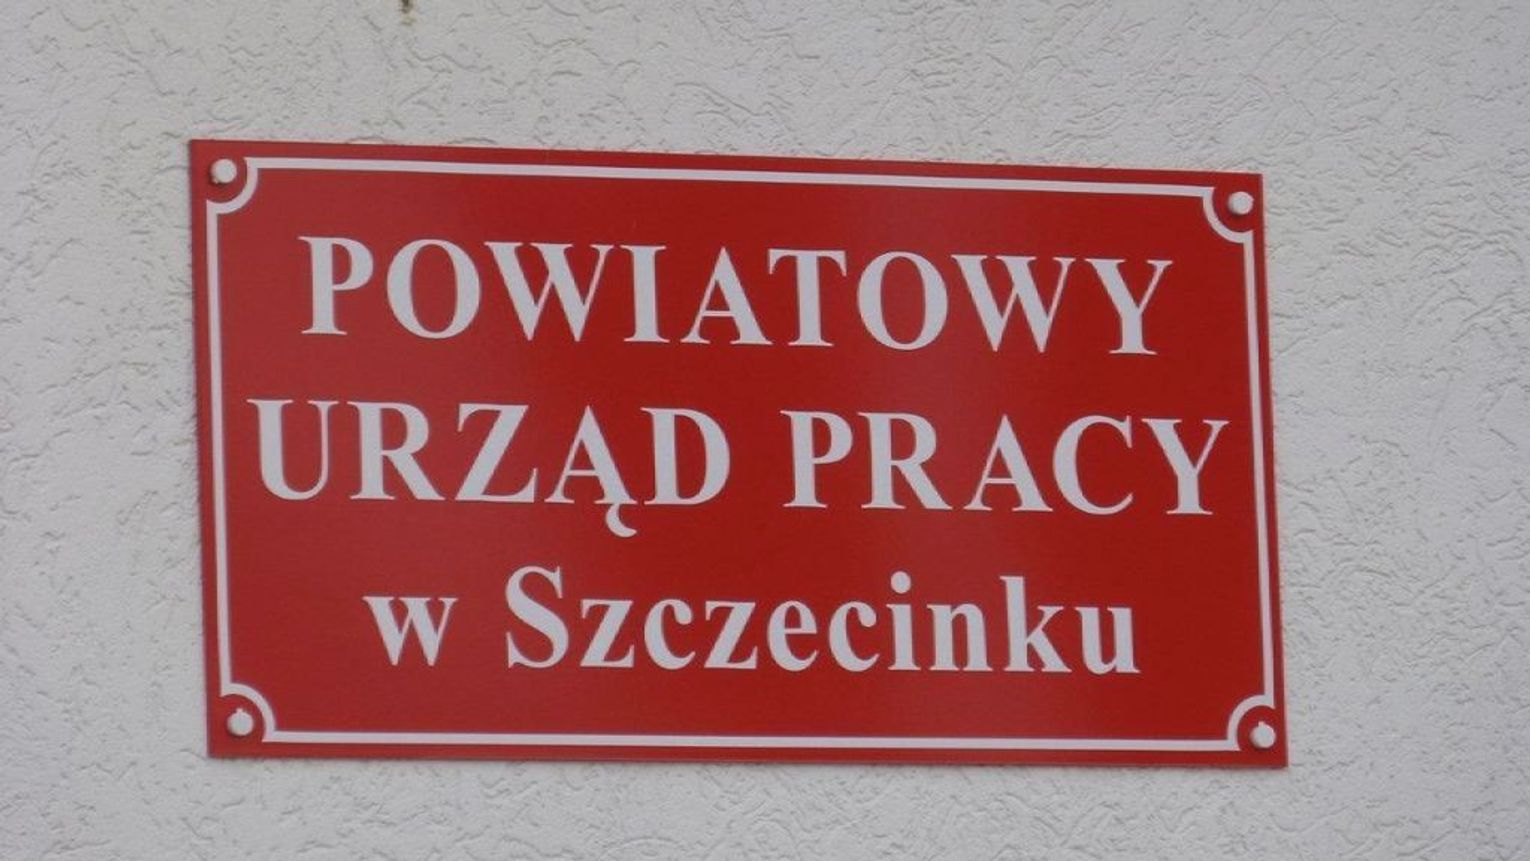 POWIATOWY
URZĄD PRACY
w Szczecinku